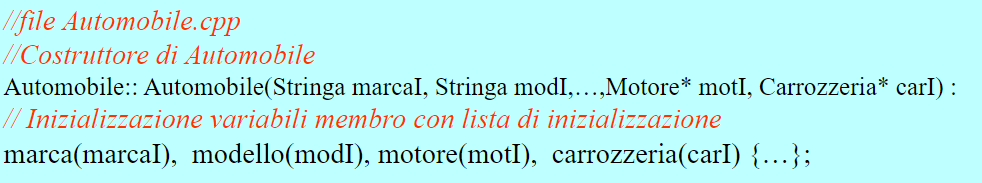 //file Automobile.cpp
//Costruttore di Automobile
Automobile:: Automobile(Stringa marcaI, Stringa modI,…,Motore* motI, Carrozzeria* carI) :
// Inizializzazione variabili membro con lista di inizializzazione
marca(marcaI), modello(modI), motore(motI), carrozzeria(carI) {…};